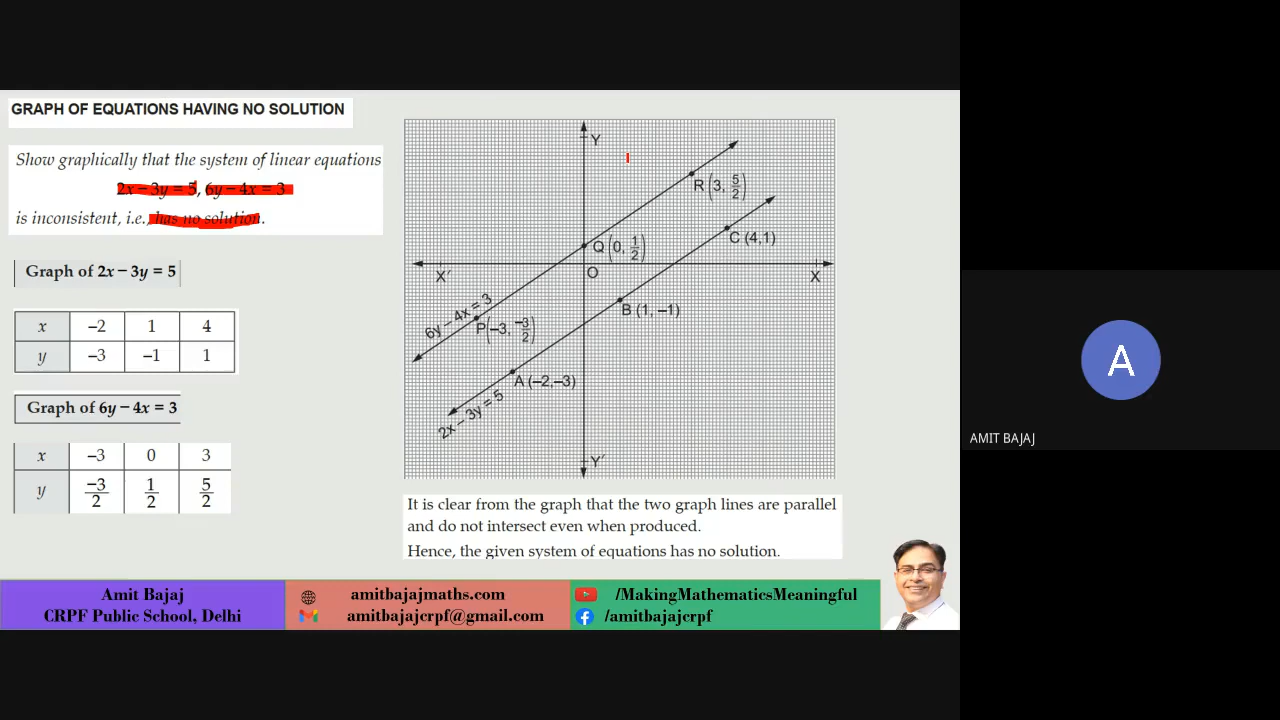 GRAPH OF EQUATIONS HAVING NO SOLUTION
Show graphically that the system of linear equations
2x − 3y = 5, 6y − 4x = 3
is inconsistent, i.e., has no solution.
Graph of 2x − 3y = 5
x −2 1 4
y −3 −1 1
Graph of 6y − 4x = 3
x −3 0 3
y −3/2 1/2 5/2
Y
R (3, 5/2)
C (4,1)
Q (0, 1/2)
X′
O
X
6y − 4x = 3
P(−3, −3/2)
B (1, −1)
A (−2,−3)
2x − 3y = 5
Y′
It is clear from the graph that the two graph lines are parallel
and do not intersect even when produced.
Hence, the given system of equations has no solution.
Amit Bajaj
CRPF Public School, Delhi
amitbajajmaths.com
amitbajajcrpf@gmail.com
/MakingMathematicsMeaningful
/amitbajajcrpf
A
AMIT BAJAJ